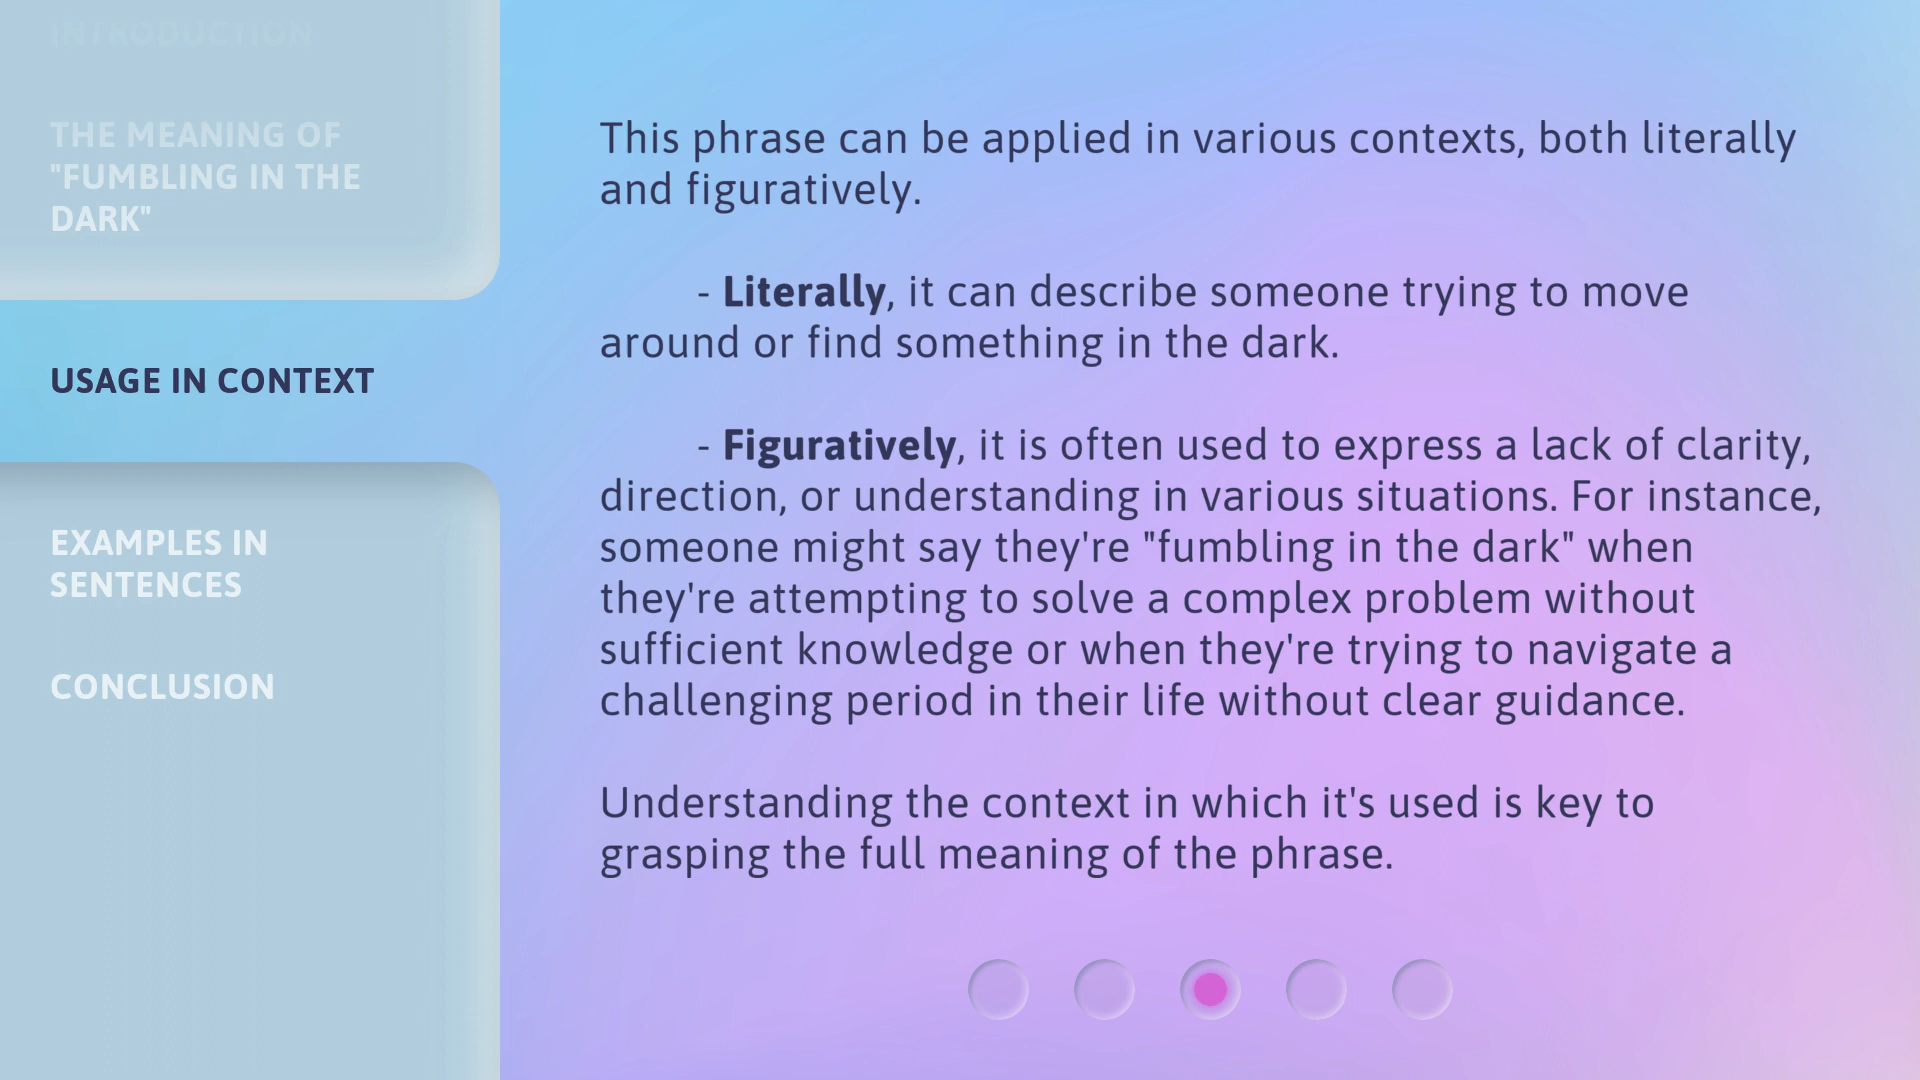 INTRODUCTION
THE MEANING OF
"FUMBLING IN THE
DARK"
USAGE IN CONTEXT
EXAMPLES IN
SENTENCES
CONCLUSION
This phrase can be applied in various contexts, both literally
and figuratively.
- Literally, it can describe someone trying to move
around or find something in the dark.
- Figuratively, it is often used to express a lack of clarity,
direction, or understanding in various situations. For instance,
someone might say they're "fumbling in the dark" when
they're attempting to solve a complex problem without
sufficient knowledge or when they're trying to navigate a
challenging period in their life without clear guidance.
Understanding the context in which it's used is key to
grasping the full meaning of the phrase.